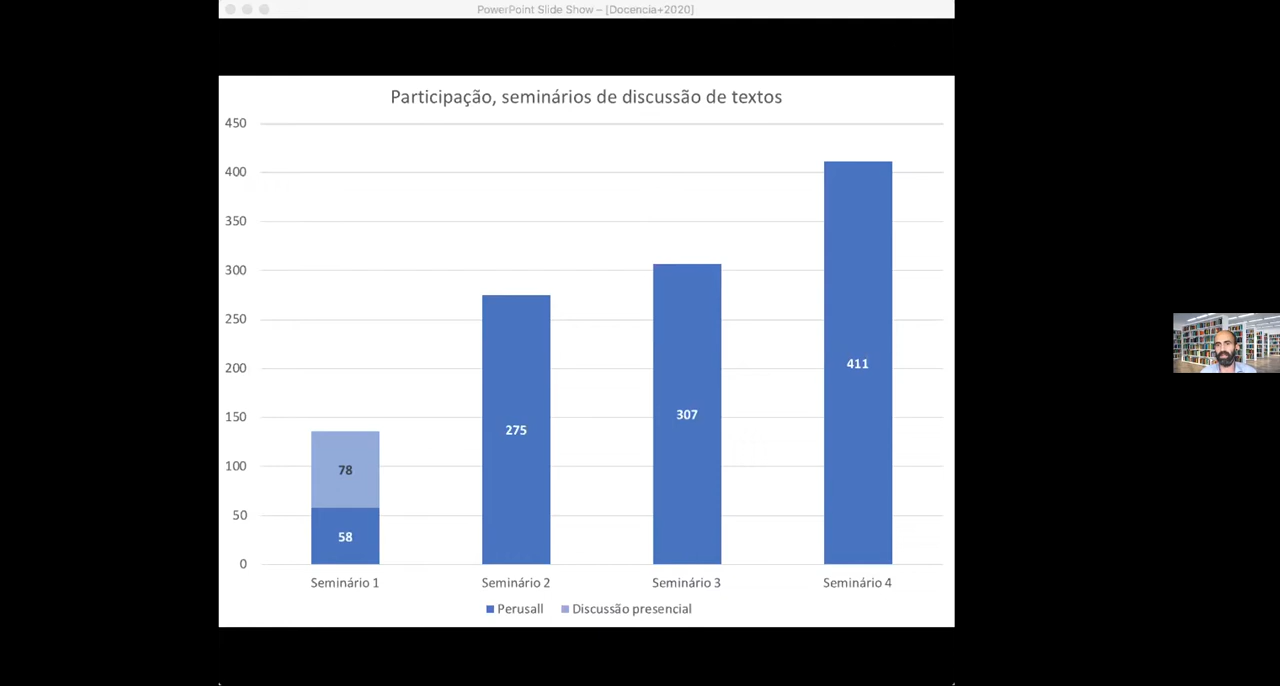 PowerPoint Slide Show – [Docencia+2020]
Participação, seminários de discussão de textos
450
400
350
300
250
200
150
100
50
0
78
58
275
307
411
Seminário 1
Seminário 2
Seminário 3
Seminário 4
Perusall
Discussão presencial